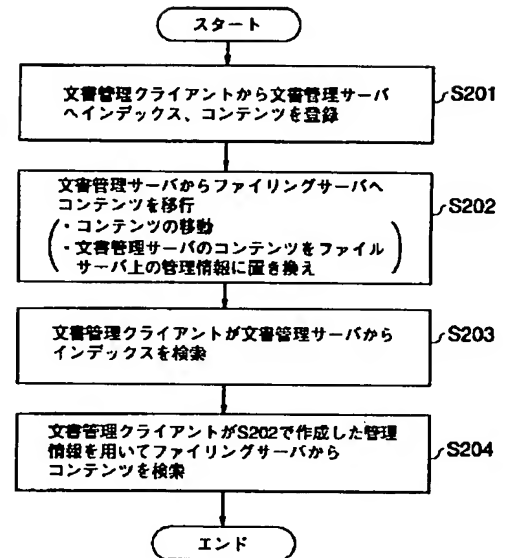 スタート
文書管理クライアントから文書管理サーバ
へインデックス、コンテンツを登録
S201
文書管理サーバからファイリングサーバへ
コンテンツを移行
・コンテンツの移動
・文書管理サーバのコンテンツをファイル
サーバ上の管理情報に置き換え
S202
文書管理クライアントが文書管理サーバから
インデックスを検索
S203
文書管理クライアントがS202で作成した管理
情報を用いてファイリングサーバから
コンテンツを検索
S204
エンド